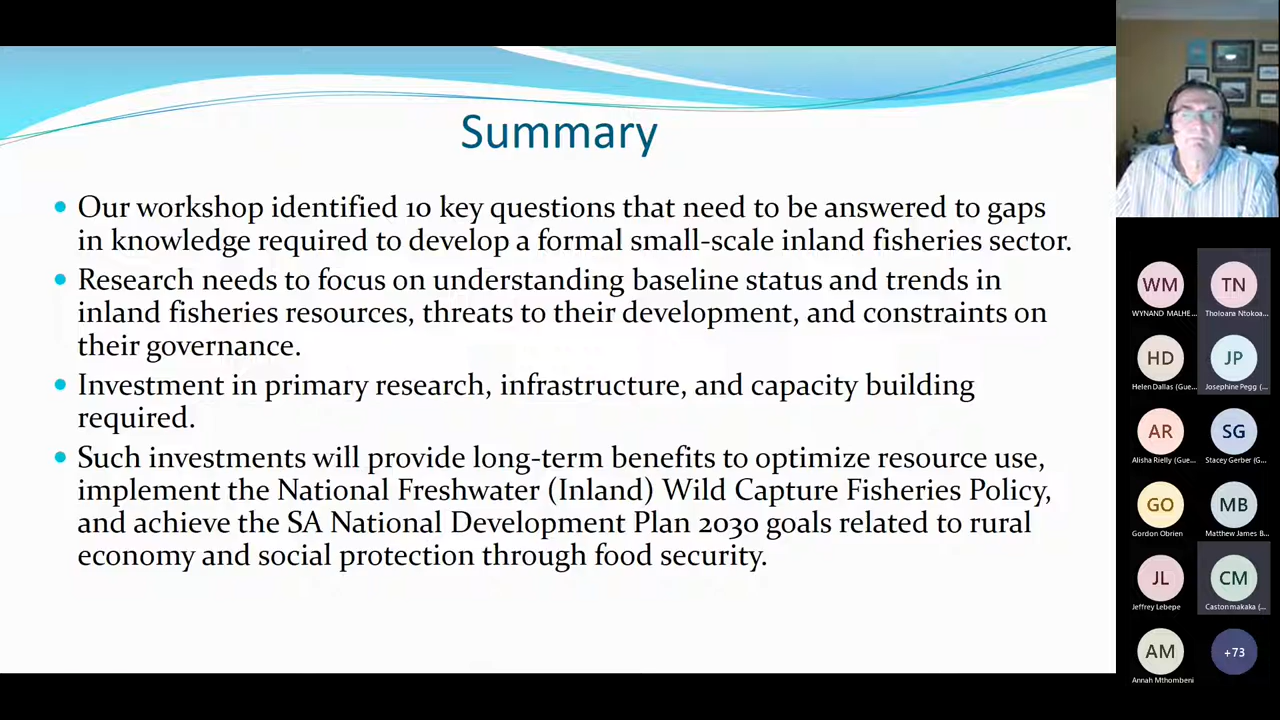 Summary
Our workshop identified 10 key questions that need to be answered to gaps
in knowledge required to develop a formal small-scale inland fisheries sector.
Research needs to focus on understanding baseline status and trends in
inland fisheries resources, threats to their development, and constraints on
their governance.
Investment in primary research, infrastructure, and capacity building
required.
Such investments will provide long-term benefits to optimize resource use,
implement the National Freshwater (Inland) Wild Capture Fisheries Policy,
and achieve the SA National Development Plan 2030 goals related to rural
economy and social protection through food security.
WM
TN
WYNAND MALHE...
Tholoana Ntokoa...
HD
JP
Helen Dallas (Gue...
Josephine Pegg (...
AR
SG
Alisha Rielly (Gue...
Stacey Gerber (G...
GO
MB
Gordon Obrien
Matthew James B...
JL
CM
Jeffrey Lebepe
Caston makaka (...
AM
+73
Annah Mthombeni